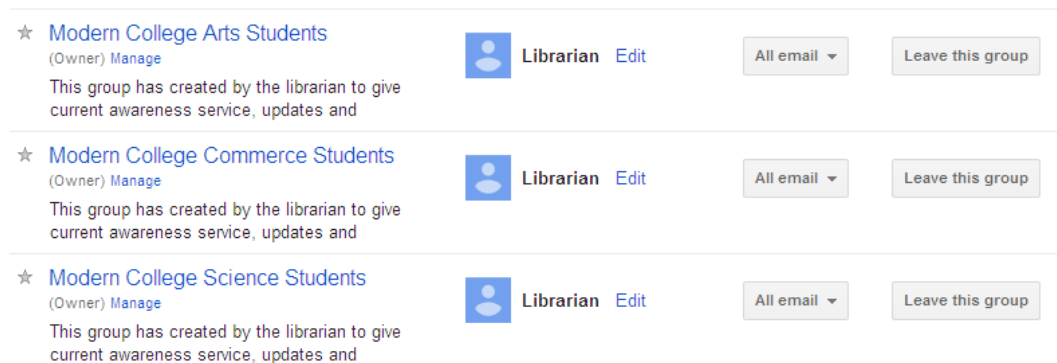 Modern College Arts Students
(Owner) Manage
Librarian Edit
All email
Leave this group
This group has created by the librarian to give
current awareness service, updates and
Modern College Commerce Students
(Owner) Manage
Librarian Edit
All email
Leave this group
This group has created by the librarian to give
current awareness service, updates and
Modern College Science Students
(Owner) Manage
Librarian Edit
All email
Leave this group
This group has created by the librarian to give
current awareness service, updates and